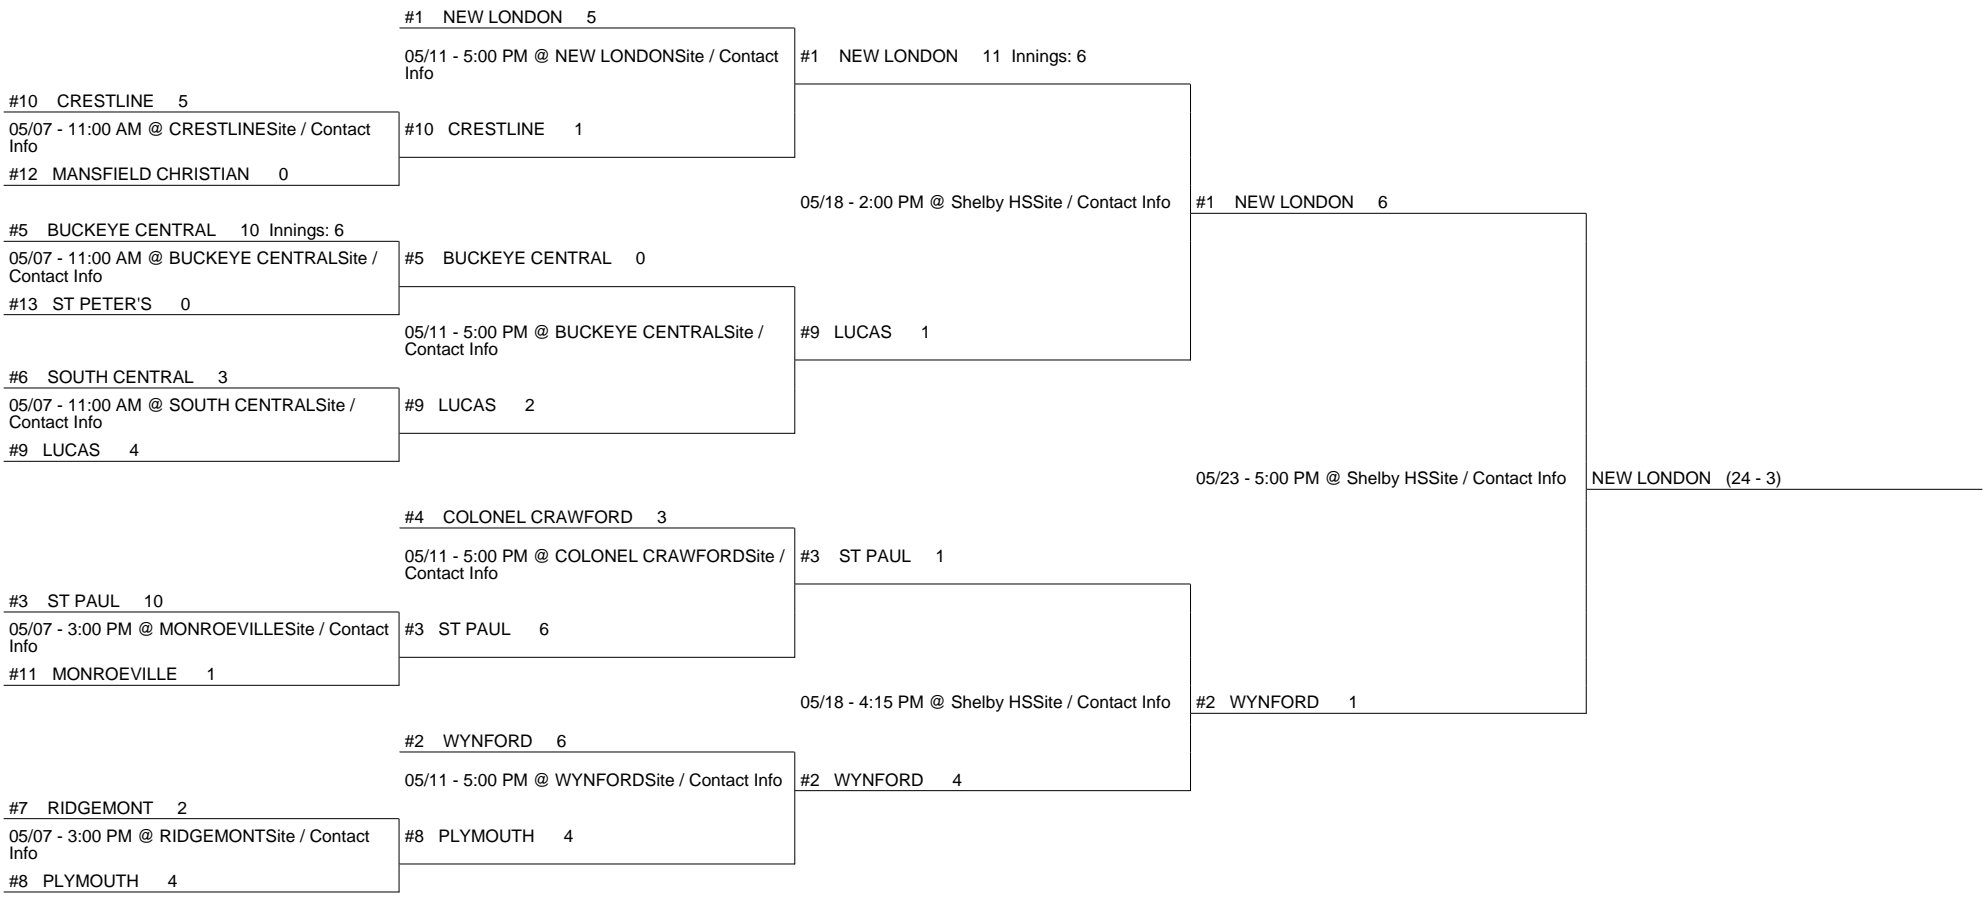 #1 NEW LONDON 5
05/11 - 5:00 PM @ NEW LONDONSite / Contact
Info
#1 NEW LONDON 11 Innings: 6
#10 CRESTLINE 5
05/07 - 11:00 AM @ CRESTLINESite / Contact
Info
#10 CRESTLINE 1
#12 MANSFIELD CHRISTIAN 0
05/18 - 2:00 PM @ Shelby HSSite / Contact Info
#1 NEW LONDON 6
#5 BUCKEYE CENTRAL 10 Innings: 6
05/07 - 11:00 AM @ BUCKEYE CENTRALSite /
Contact Info
#5 BUCKEYE CENTRAL 0
#13 ST PETER'S 0
05/11 - 5:00 PM @ BUCKEYE CENTRALSite /
Contact Info
#9 LUCAS 1
#6 SOUTH CENTRAL 3
05/07 - 11:00 AM @ SOUTH CENTRALSite /
Contact Info
#9 LUCAS 2
#9 LUCAS 4
05/23 - 5:00 PM @ Shelby HSSite / Contact Info
NEW LONDON (24 - 3)
#4 COLONEL CRAWFORD 3
05/11 - 5:00 PM @ COLONEL CRAWFORDSite /
Contact Info
#3 ST PAUL 1
#3 ST PAUL 10
05/07 - 3:00 PM @ MONROEVILLESite / Contact
Info
#3 ST PAUL 6
#11 MONROEVILLE 1
05/18 - 4:15 PM @ Shelby HSSite / Contact Info
#2 WYNFORD 1
#2 WYNFORD 6
05/11 - 5:00 PM @ WYNFORDSite / Contact Info
#2 WYNFORD 4
#7 RIDGEMONT 2
05/07 - 3:00 PM @ RIDGEMONTSite / Contact
Info
#8 PLYMOUTH 4
#8 PLYMOUTH 4